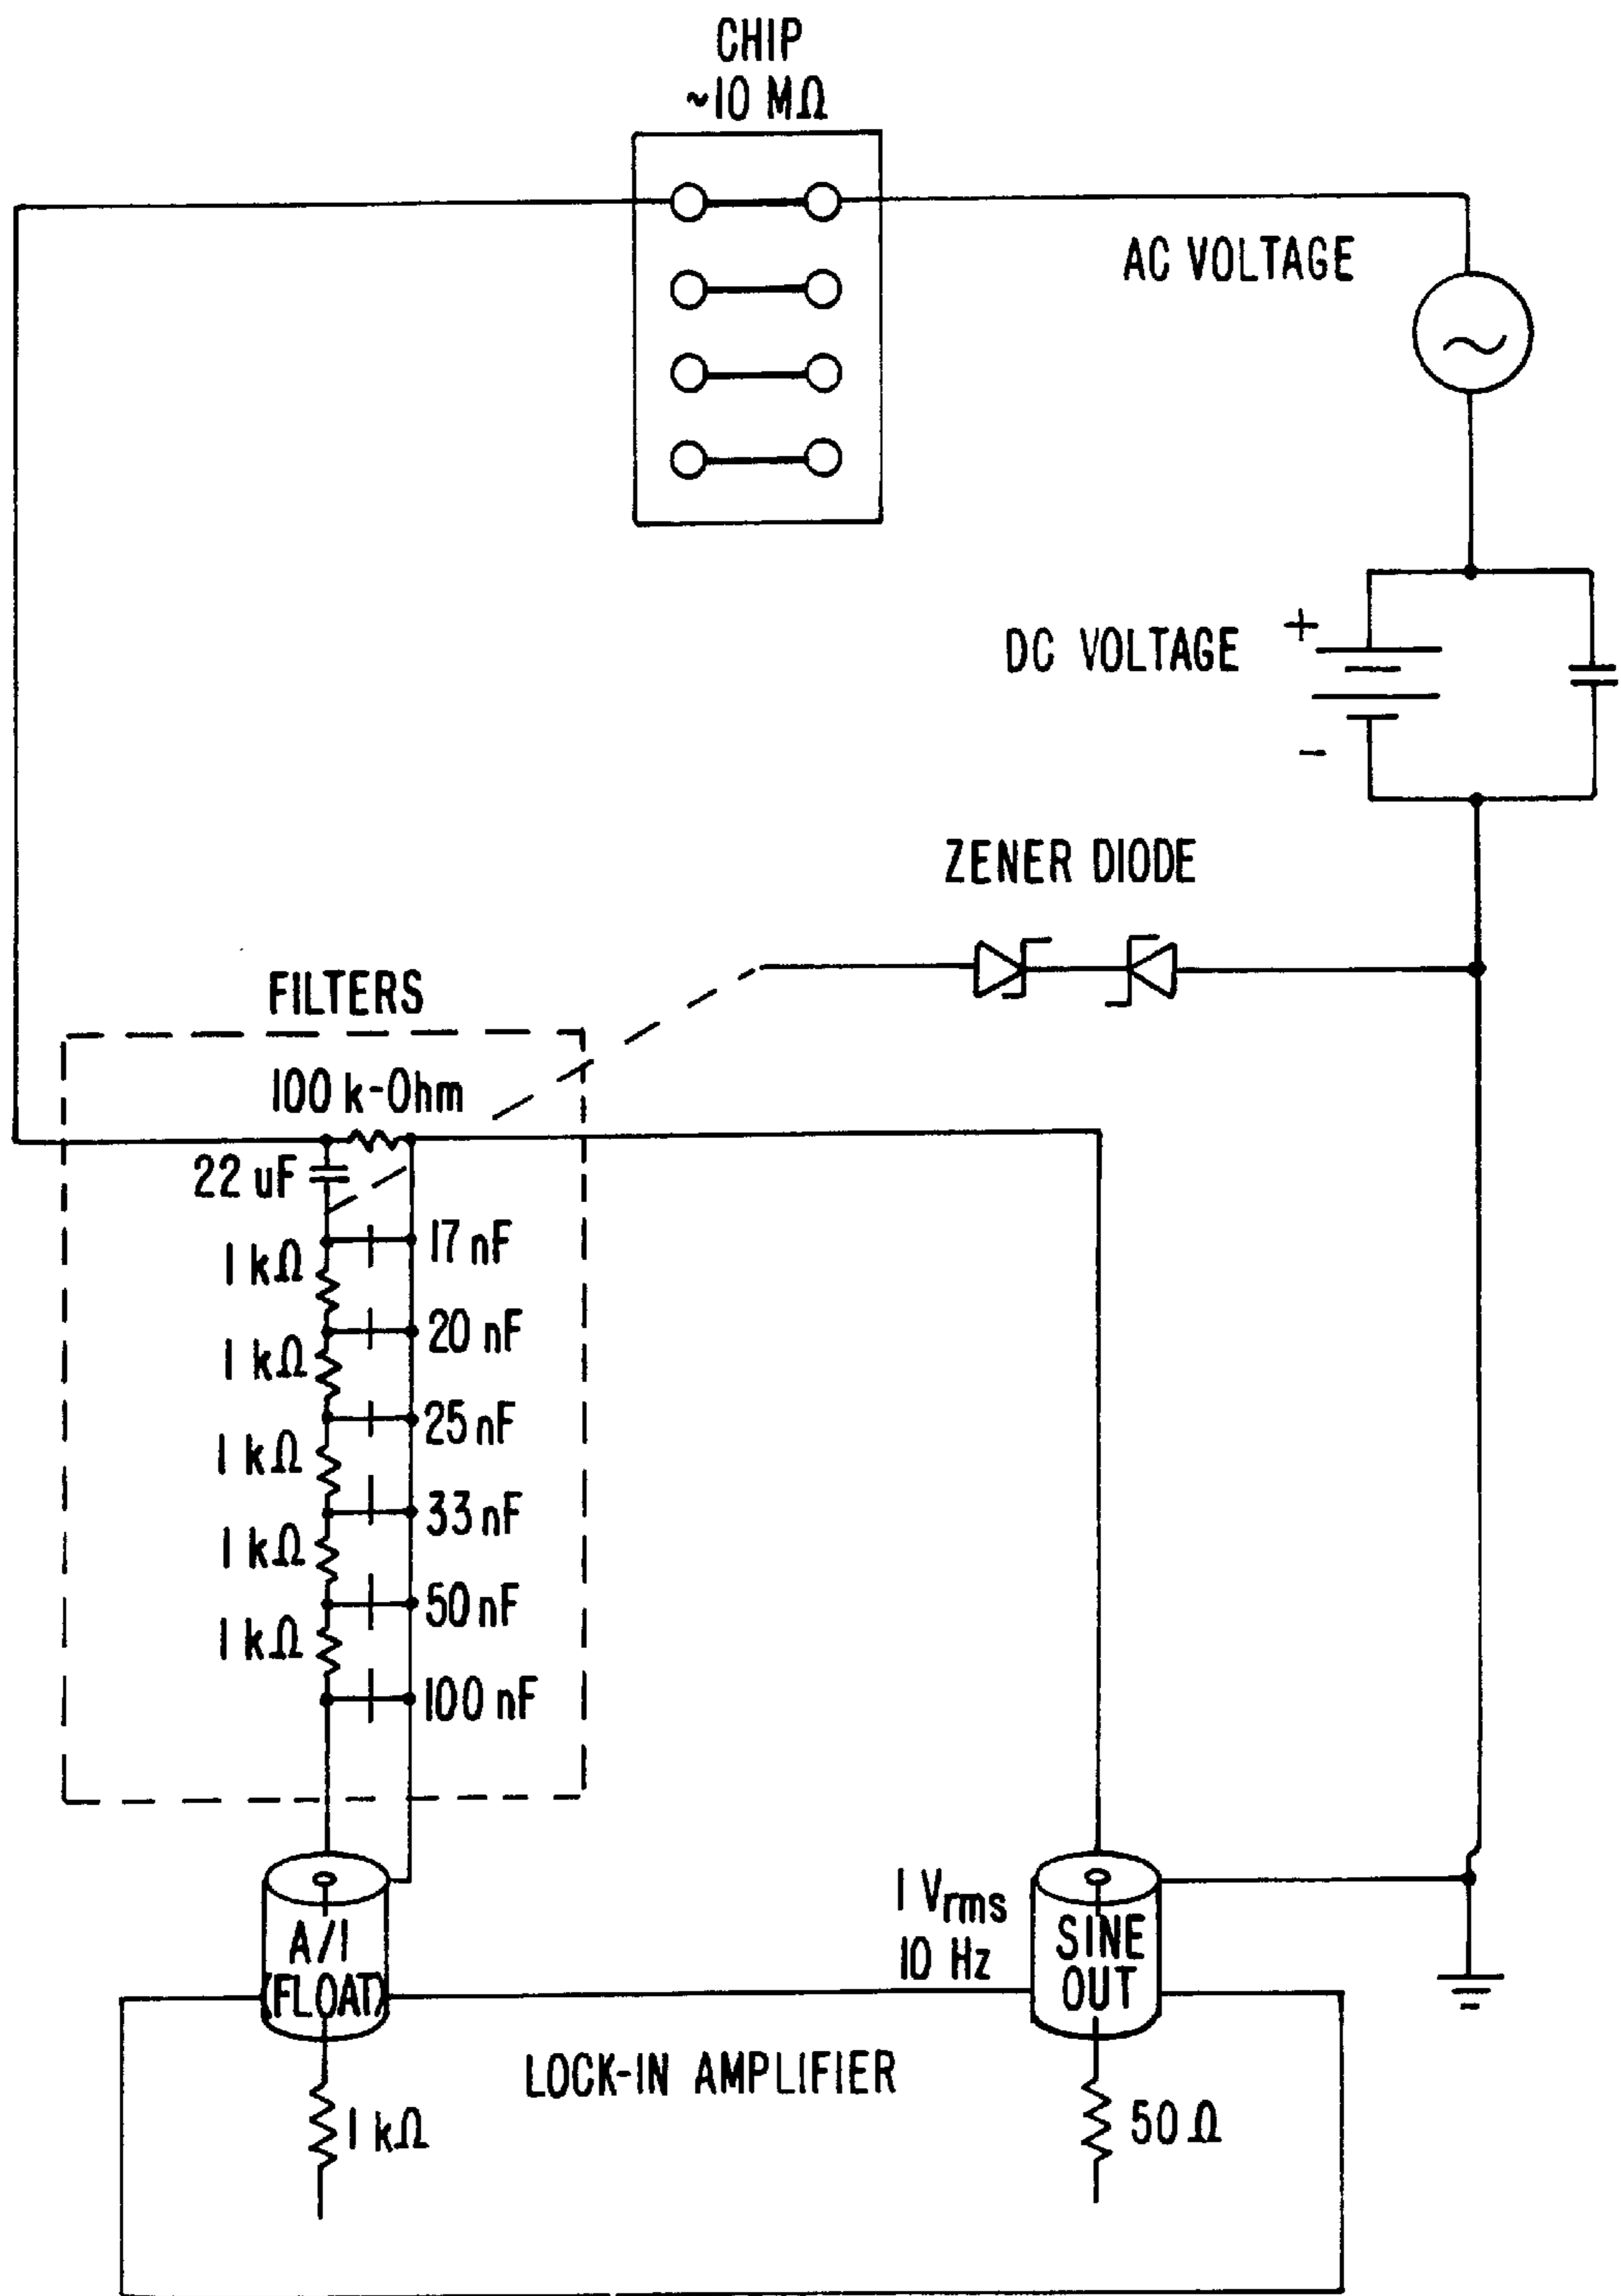 CHIP
~10 MΩ
AC VOLTAGE
DC VOLTAGE
+
-
ZENER DIODE
FILTERS
100 k-Ohm
22 uF
17 nF
1 kΩ
20 nF
1 kΩ
25 nF
1 kΩ
33 nF
1 kΩ
50 nF
1 kΩ
100 nF
A/I
(FLOAT)
1 Vrms
10 Hz
SINE
OUT
LOCK-IN AMPLIFIER
1 kΩ
50 Ω